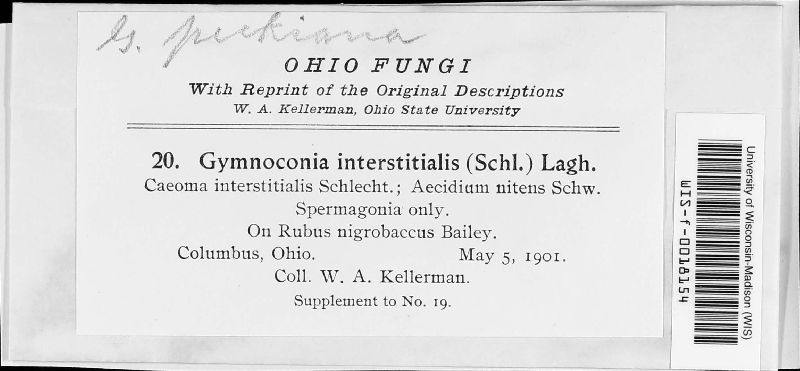 G. peckiana
OHIO FUNGI
With Reprint of the Original Descriptions
W. A. Kellerman, Ohio State University
20. Gymnoconia interstitialis (Schl.) Lagh.
Caeoma interstitialis Schlecht.; Aecidium nitens Schw.
Spermagonia only.
On Rubus nigrobaccus Bailey.
Columbus, Ohio. May 5, 1901.
Coll. W. A. Kellerman.
Supplement to No. 19.
University of Wisconsin-Madison (WIS)
WIS-f-0018154